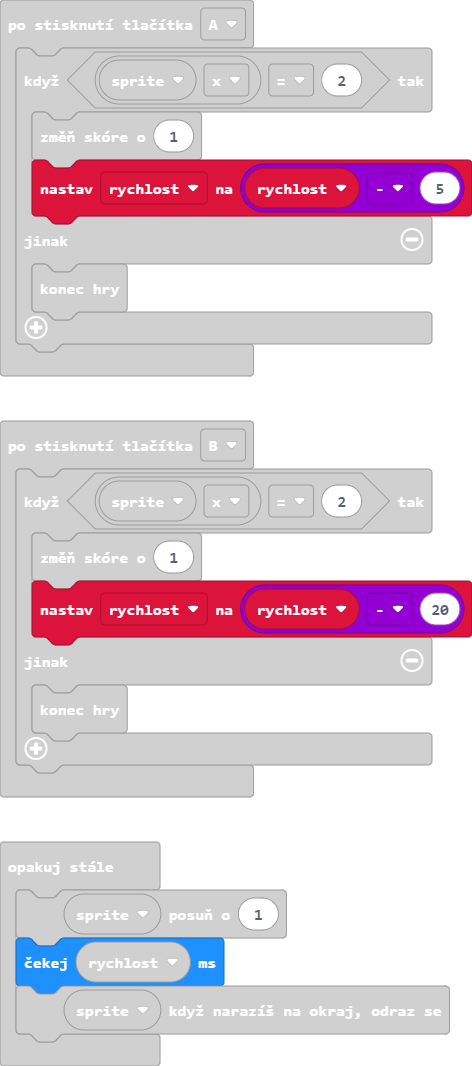 po stisknutí tlačítka A
když sprite x = 2 tak
změň skóre o 1
nastav rychlost na rychlost - 5
jinak
konec hry
po stisknutí tlačítka B
když sprite x = 2 tak
změň skóre o 1
nastav rychlost na rychlost - 20
jinak
konec hry
opakuj stále
sprite posuň o 1
čekej rychlost ms
sprite když narazíš na okraj, odraz se